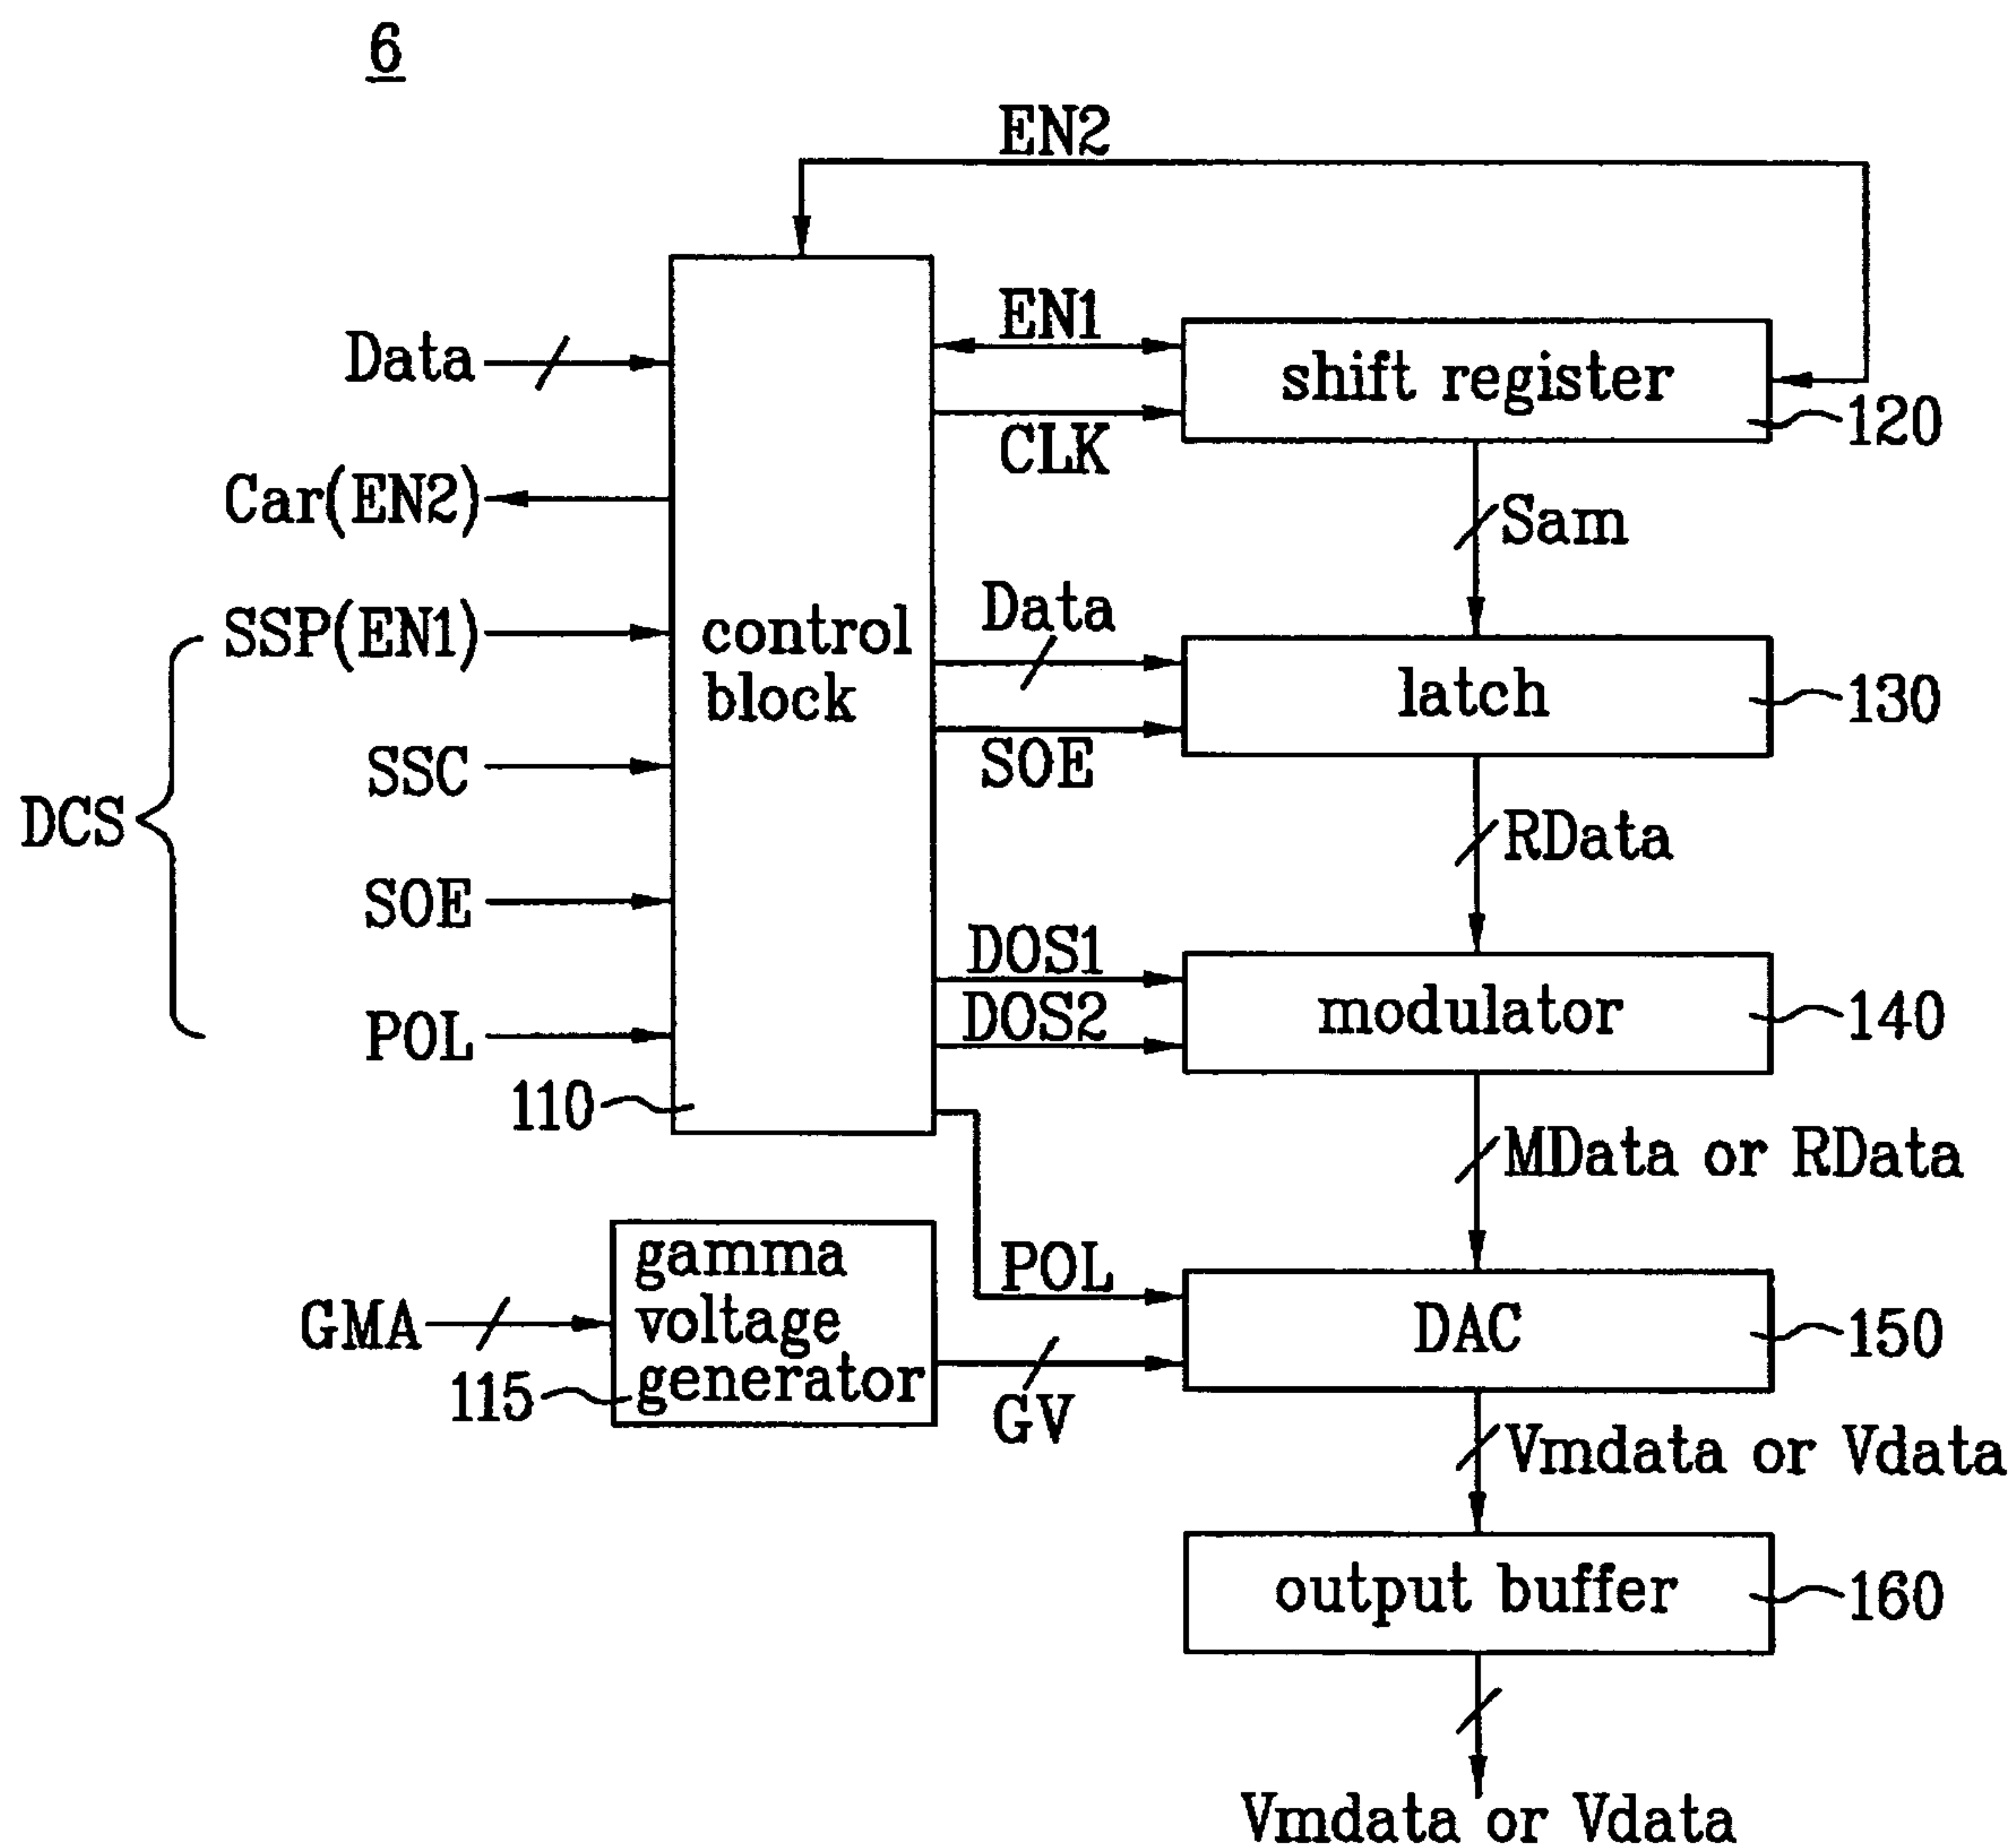 6
EN2
EN1
shift register
120
CLK
Data
Car(EN2)
Sam
SSP(EN1)
control
block
Data
latch
130
SOE
SSC
DCS
RData
SOE
DOS1
DOS2
modulator
140
POL
110
MData or RData
gamma
voltage
generator
115
GMA
POL
DAC
150
GV
Vmdata or Vdata
output buffer
160
Vmdata or Vdata